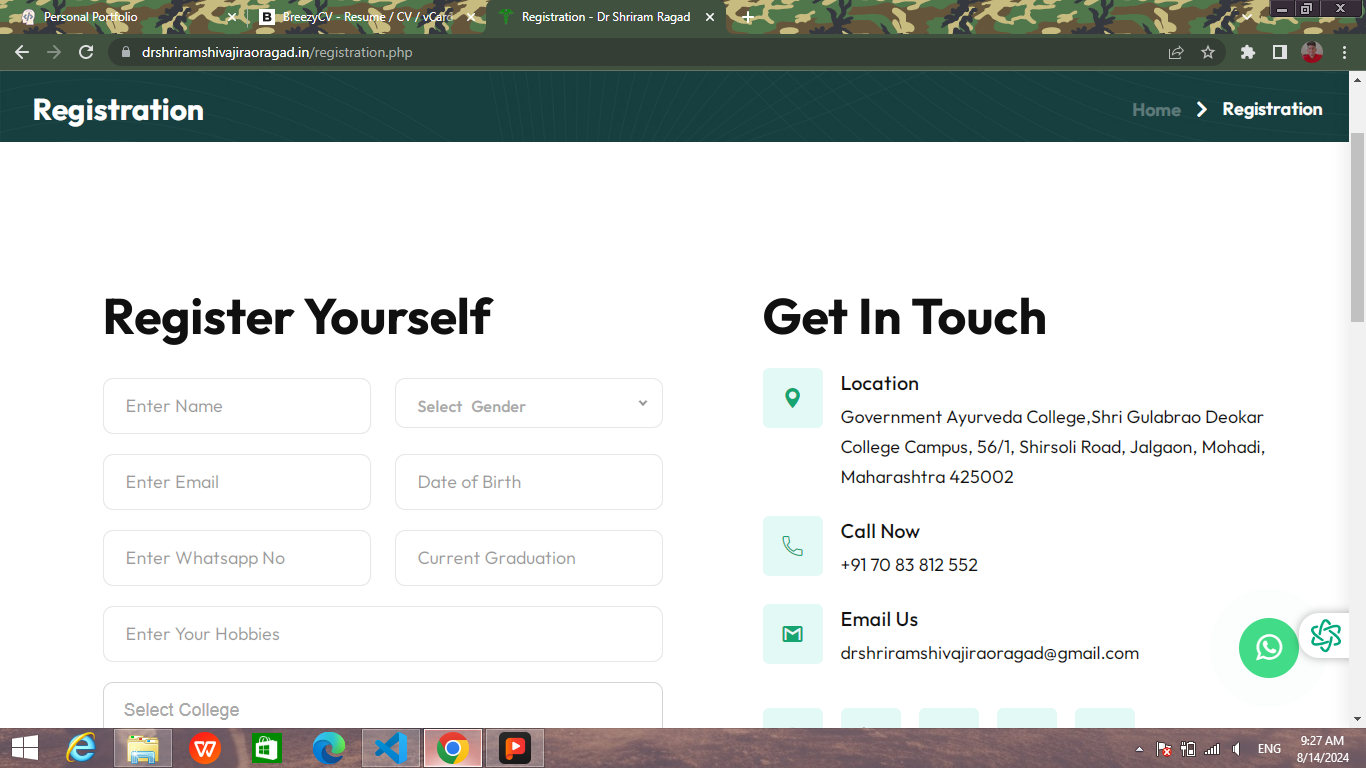 Personal Portfolio
BreezyCV - Resume / CV / vCard
Registration - Dr Shriram Ragad
drshriramshivajiraoragad.in/registration.php
Registration
Home
Registration
Register Yourself
Enter Name
Select Gender
Enter Email
Date of Birth
Enter Whatsapp No
Current Graduation
Enter Your Hobbies
Select College
Get In Touch
Location
Government Ayurveda College,Shri Gulabrao Deokar
College Campus, 56/1, Shirsoli Road, Jalgaon, Mohadi,
Maharashtra 425002
Call Now
+91 70 83 812 552
Email Us
drshriramshivajiraoragad@gmail.com
ENG
9:27 AM
8/14/2024